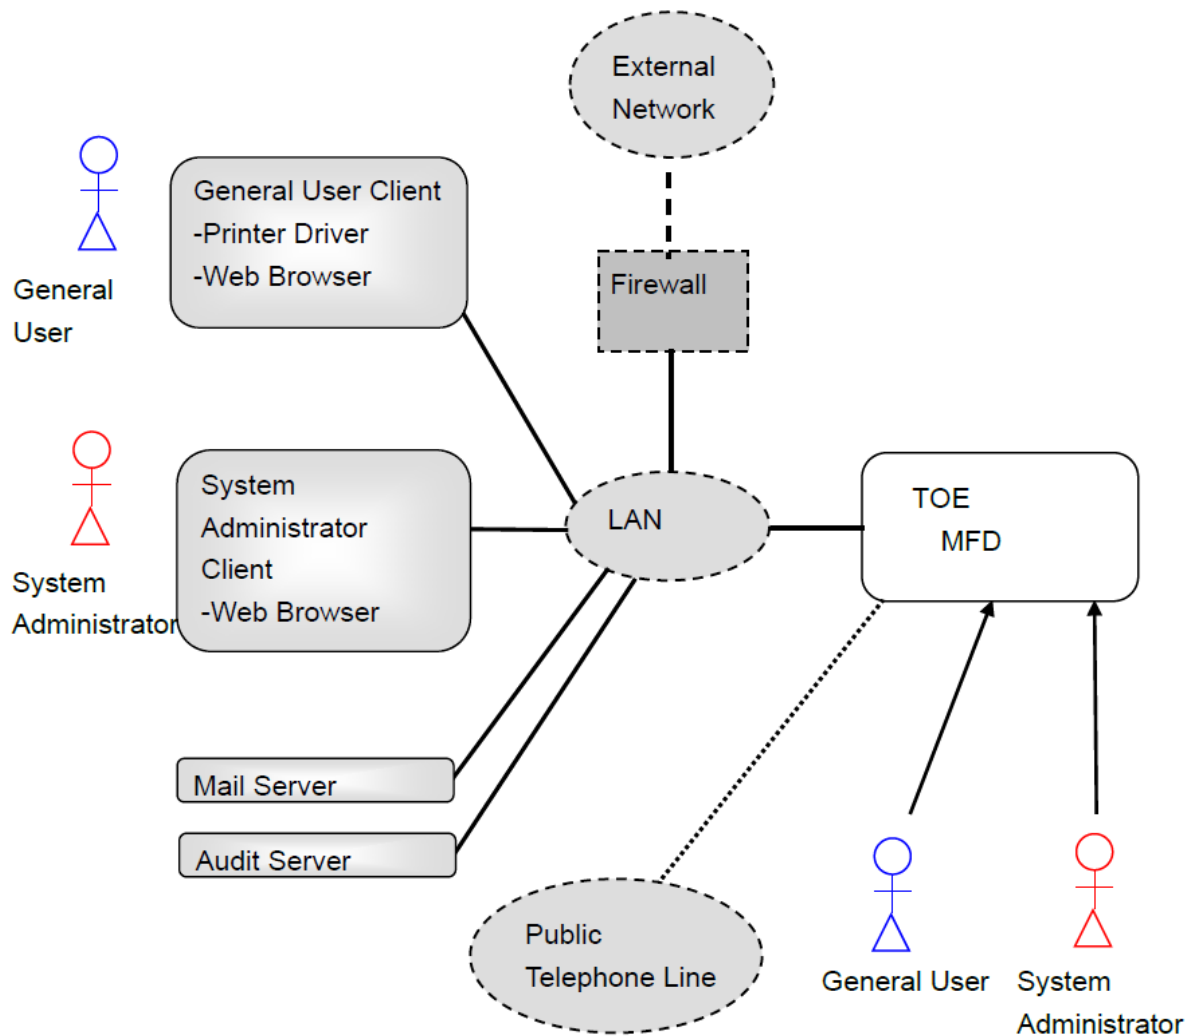 External
Network
General User Client
-Printer Driver
-Web Browser
General
User
Firewall
System
Administrator
Client
-Web Browser
System
Administrator
LAN
TOE
MFD
Mail Server
Audit Server
Public
Telephone Line
General User
System
Administrator